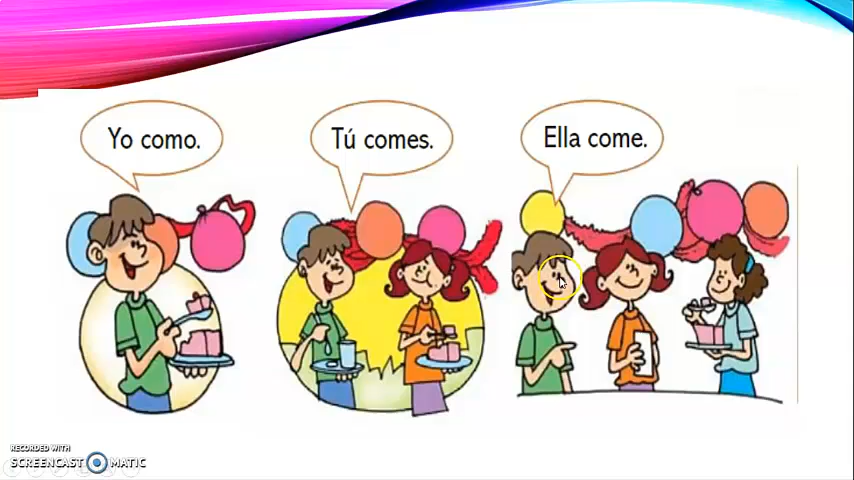 Yo como.
Tú comes.
Ella come.
RECORDED WITH
SCREENCAST MATIC